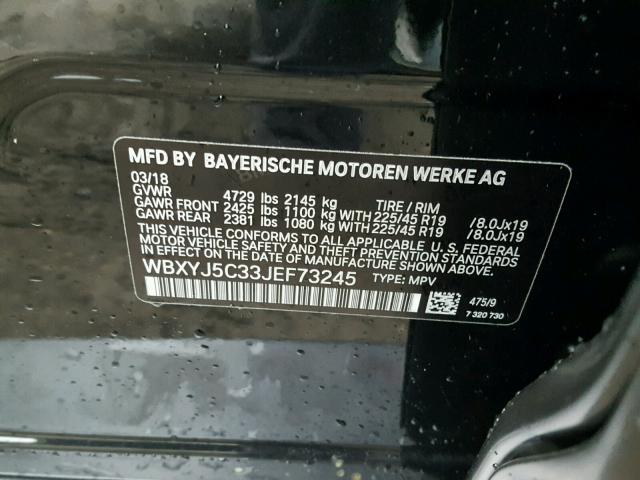 MFD BY BAYERISCHE MOTOREN WERKE AG
03/18
GVWR 4729 lbs 2145 kg TIRE / RIM
GAWR FRONT 2425 lbs 1100 kg WITH 225/45 R19 /8.0Jx19
GAWR REAR 2381 lbs 1080 kg WITH 225/45 R19 /8.0Jx19
THIS VEHICLE CONFORMS TO ALL APPLICABLE U.S. FEDERAL
MOTOR VEHICLE SAFETY AND THEFT PREVENTION STANDARDS
IN EFFECT ON THE DATE OF MANUFACTURE SHOWN ABOVE.
WBXYJ5C33JEF73245 TYPE: MPV
475/9
7 320 730